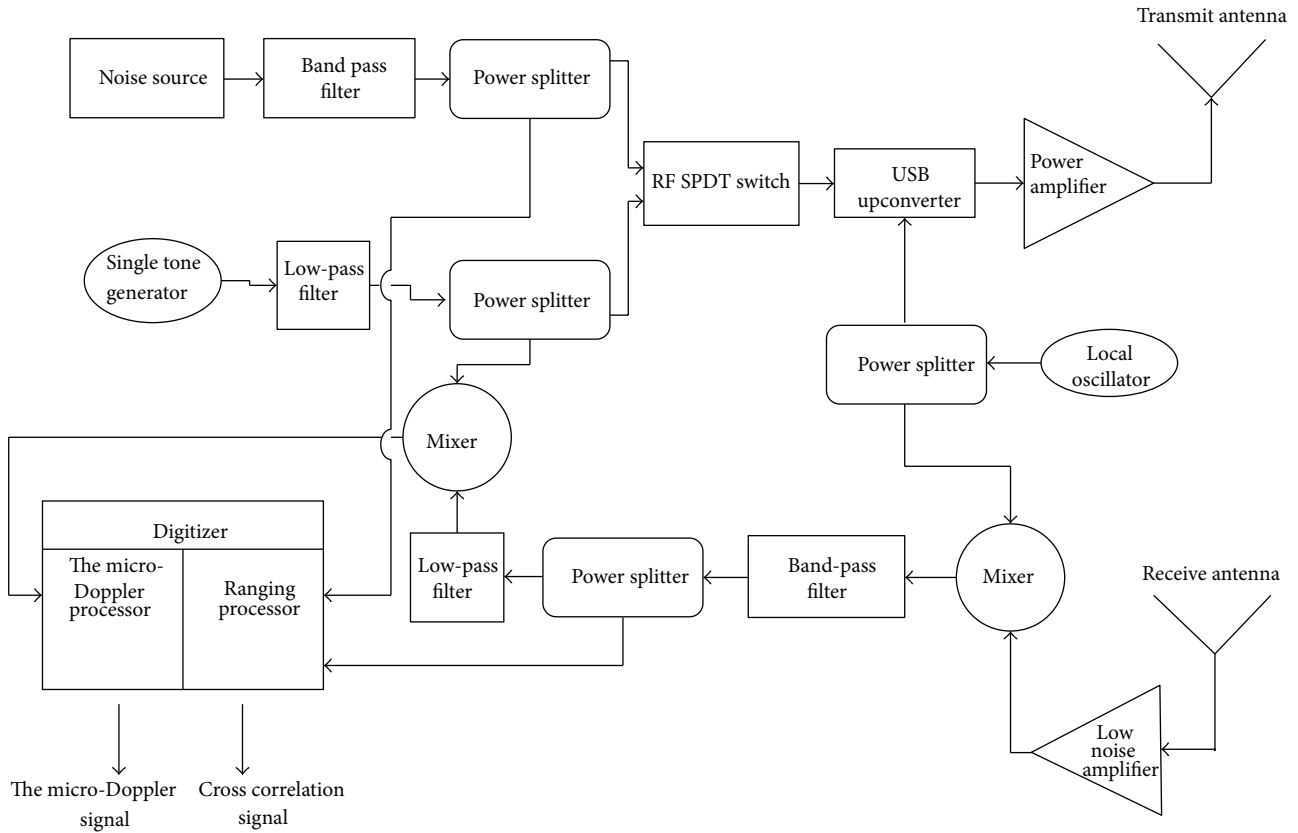 Transmit antenna
Noise source
Band pass
filter
Power splitter
RF SPDT switch
USB
upconverter
Power
amplifier
Single tone
generator
Low-pass
filter
Power splitter
Power splitter
Local
oscillator
Mixer
Digitizer
The micro-
Doppler
processor
Ranging
processor
Low-pass
filter
Power splitter
Band-pass
filter
Mixer
Receive antenna
Low
noise
amplifier
The micro-Doppler
signal
Cross correlation
signal